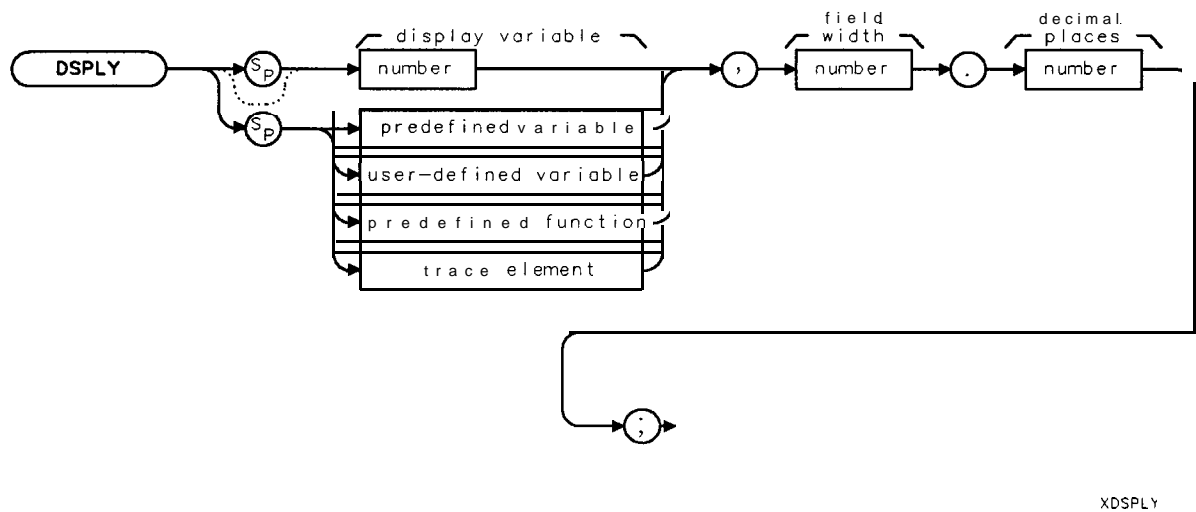 display variable
field
width
decimal
places
DSPLY
SP
number
,
number
.
number
SP
predefined variable
user-defined variable
predefined function
trace element
;
XDSPLY